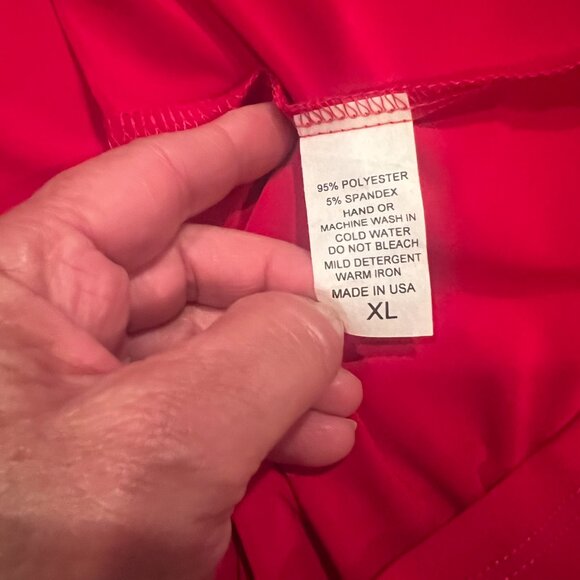 95% POLYESTER
5% SPANDEX
HAND OR
MACHINE WASH IN
COLD WATER
DO NOT BLEACH
MILD DETERGENT
WARM IRON
MADE IN USA
XL